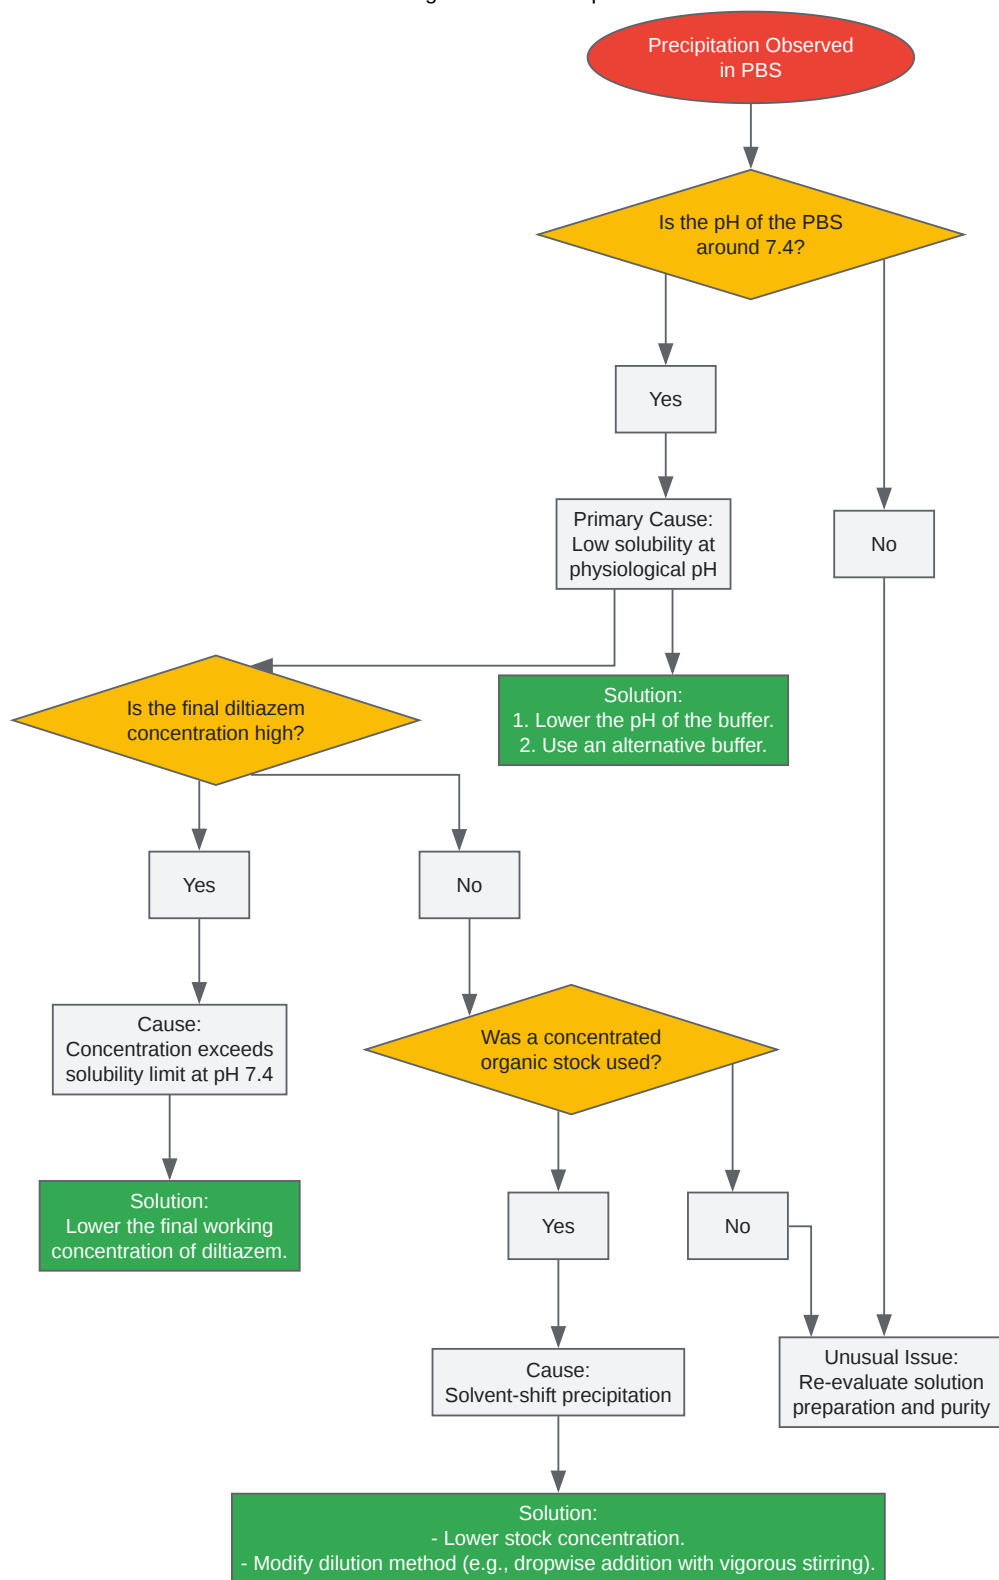 Precipitation Observed
in PBS
Is the pH of the PBS
around 7.4?
Yes
No
Primary Cause:
Low solubility at
physiological pH
Solution:
1. Lower the pH of the buffer.
2. Use an alternative buffer.
Is the final diltiazem
concentration high?
Yes
No
Cause:
Concentration exceeds
solubility limit at pH 7.4
Was a concentrated
organic stock used?
Solution:
Lower the final working
concentration of diltiazem.
Yes
No
Cause:
Solvent-shift precipitation
Unusual Issue:
Re-evaluate solution
preparation and purity
Solution:
- Lower stock concentration.
- Modify dilution method (e.g., dropwise addition with vigorous stirring).